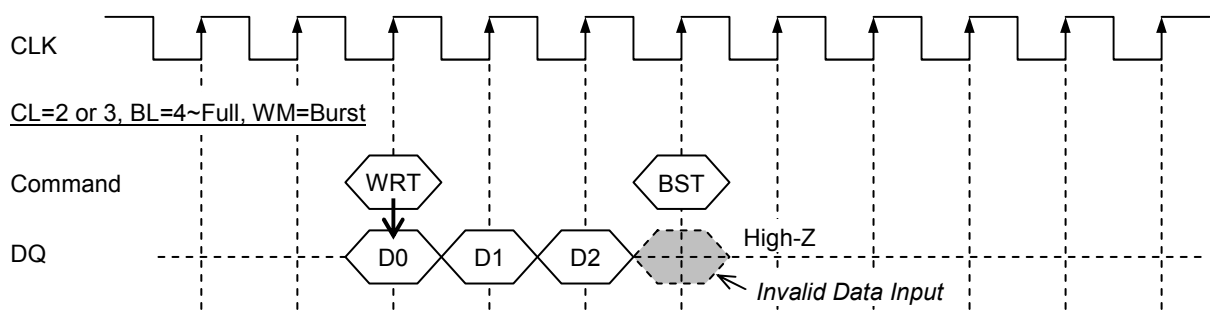 CLK
CL=2 or 3, BL=4~Full, WM=Burst
Command WRT BST
High-Z
DQ D0 D1 D2
Invalid Data Input